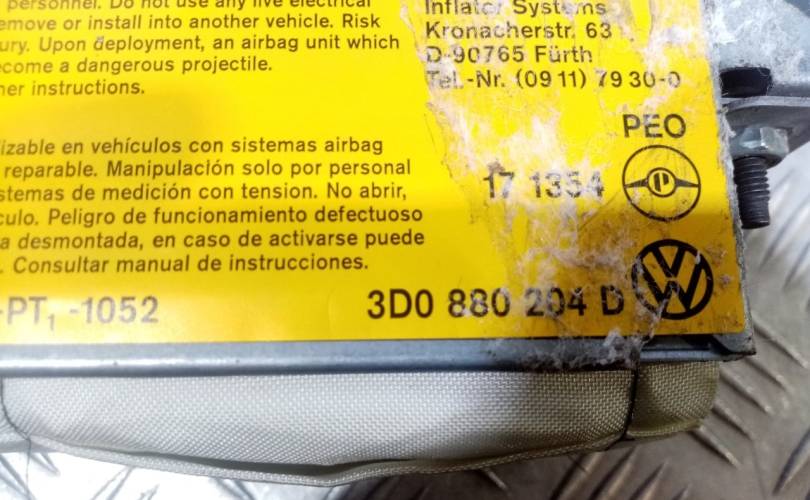 personnel. Do not use any live electrical
remove or install into another vehicle. Risk
ury. Upon deployment, an airbag unit which
ecome a dangerous projectile.
her instructions.
Inflator Systems
Kronacherstr. 63
D-90765 Fürth
Tel.-Nr. (09 11) 7 9 30-0
PEO
17 1354
P
izable en vehículos con sistemas airbag
reparable. Manipulación solo por personal
stemas de medición con tension. No abrir,
culo. Peligro de funcionamiento defectuoso
a desmontada, en caso de activarse puede
. Consultar manual de instrucciones.
-PT1 -1052
3D0 880 204 D
VW